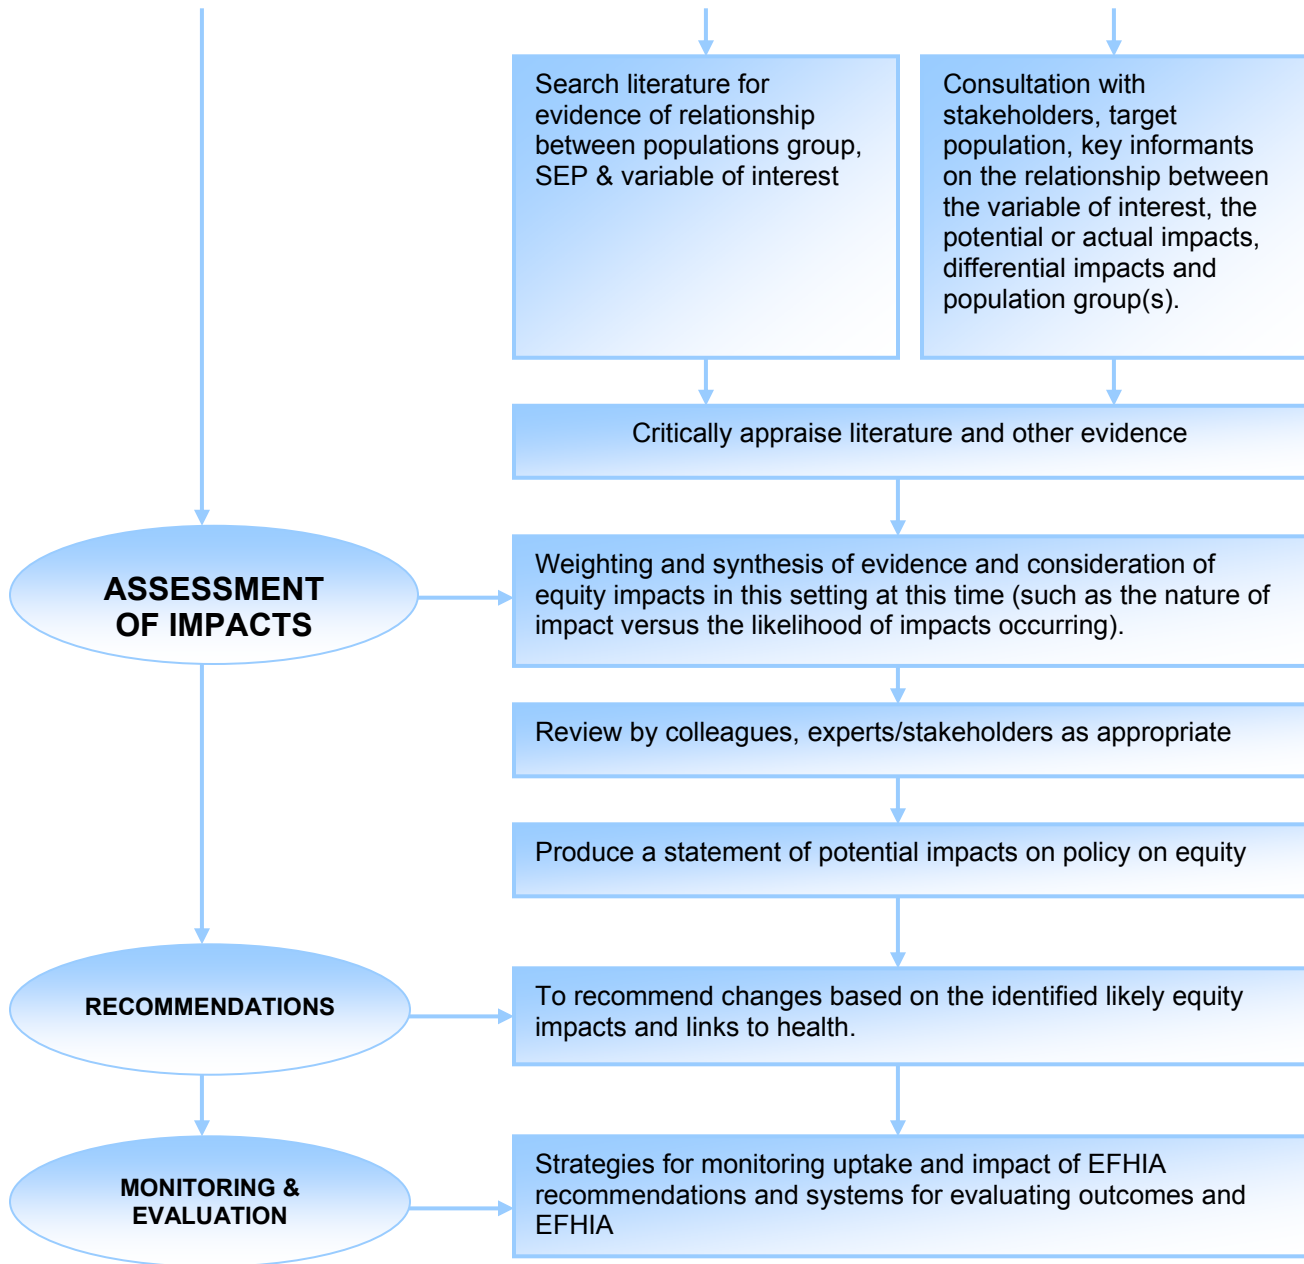 Search literature for
evidence of relationship
between populations group,
SEP & variable of interest
Consultation with
stakeholders, target
population, key informants
on the relationship between
the variable of interest, the
potential or actual impacts,
differential impacts and
population group(s).
Critically appraise literature and other evidence
ASSESSMENT
OF IMPACTS
Weighting and synthesis of evidence and consideration of
equity impacts in this setting at this time (such as the nature of
impact versus the likelihood of impacts occurring).
Review by colleagues, experts/stakeholders as appropriate
Produce a statement of potential impacts on policy on equity
RECOMMENDATIONS
To recommend changes based on the identified likely equity
impacts and links to health.
MONITORING &
EVALUATION
Strategies for monitoring uptake and impact of EFHIA
recommendations and systems for evaluating outcomes and
EFHIA